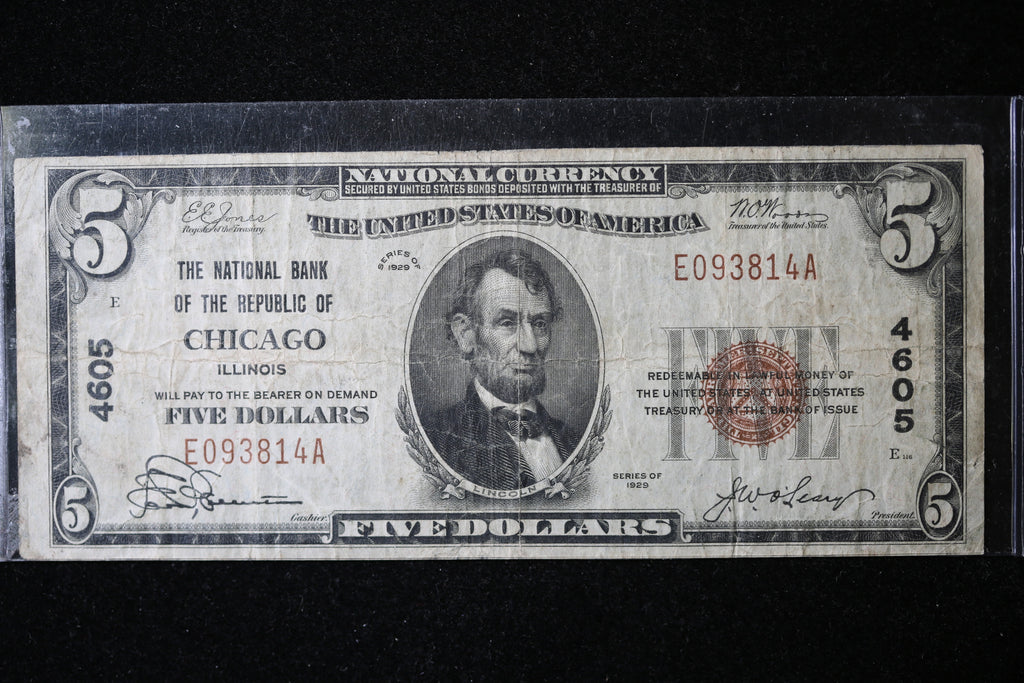 NATIONAL CURRENCY
SECURED BY UNITED STATES BONDS DEPOSITED WITH THE TREASURER OF
THE UNITED STATES OF AMERICA
5
5
E E Jones
Register of the Treasury.
W. O. Woods
Treasurer of the United States.
SERIES OF
1929
THE NATIONAL BANK
OF THE REPUBLIC OF
CHICAGO
ILLINOIS
WILL PAY TO THE BEARER ON DEMAND
FIVE DOLLARS
E093814A
E093814A
E
4605
4605
FIVE
REDEEMABLE IN LAWFUL MONEY OF
THE UNITED STATES AT UNITED STATES
TREASURY OR AT THE BANK OF ISSUE
E 116
SERIES OF
1929
LINCOLN
Cashier.
J W O'Leary
President.
5
FIVE DOLLARS
5